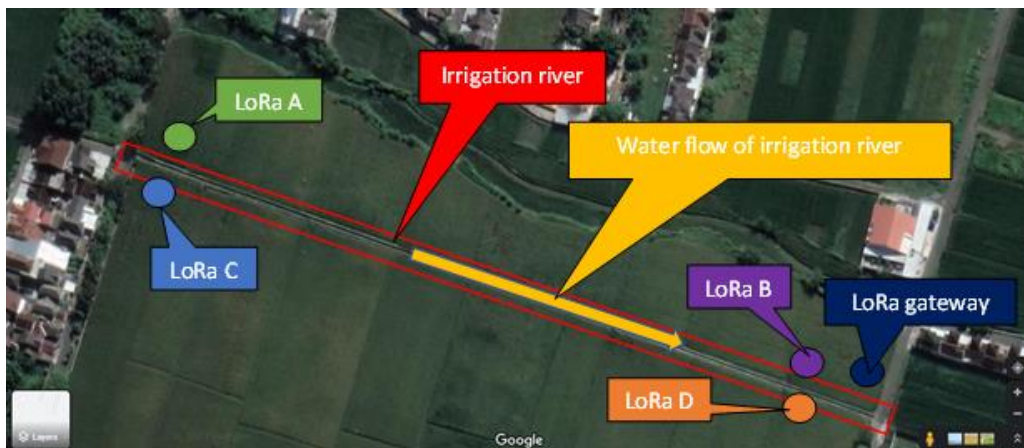 Irrigation river
LoRa A
Water flow of irrigation river
LoRa C
LoRa B
LoRa gateway
LoRa D
Layers
Google